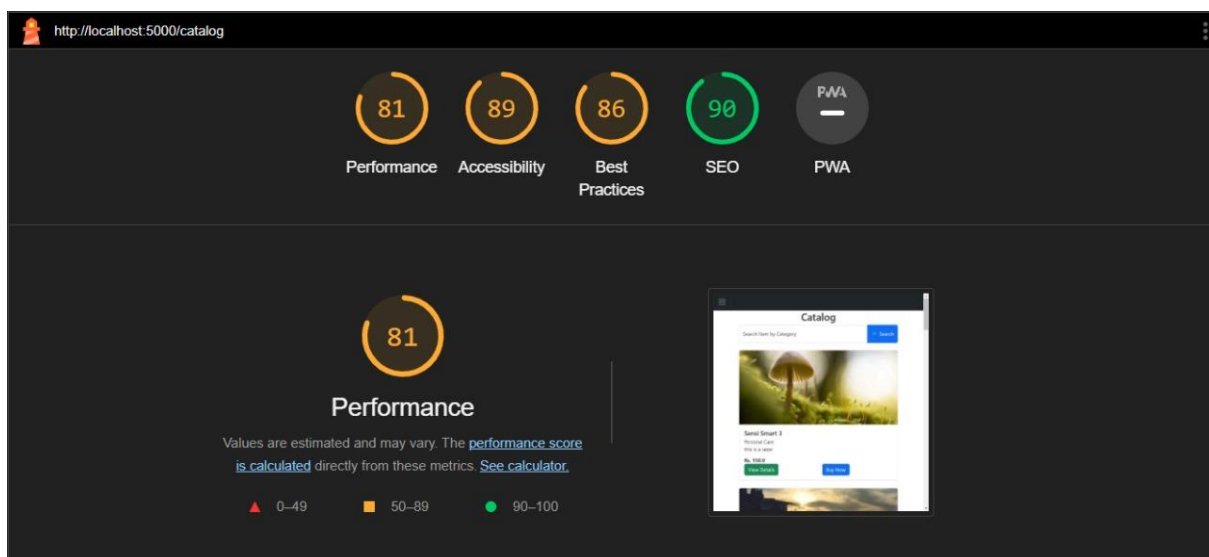 http://localhost:5000/catalog
81
89
86
90
PWA
Performance
Accessibility
Best
Practices
SEO
PWA
81
Performance
Values are estimated and may vary. The performance score
is calculated directly from these metrics. See calculator.
0–49
50–89
90–100
Catalog
Search Item by Category
Search
Sensi Smart 3
Personal Care
this is a razor
View Details
Buy Now